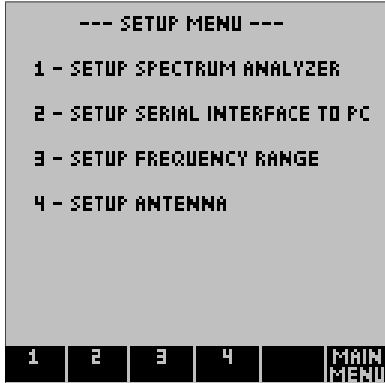 --- SETUP MENU ---
1 - SETUP SPECTRUM ANALYZER
2 - SETUP SERIAL INTERFACE TO PC
3 - SETUP FREQUENCY RANGE
4 - SETUP ANTENNA
1 2 3 4 MAIN
MENU